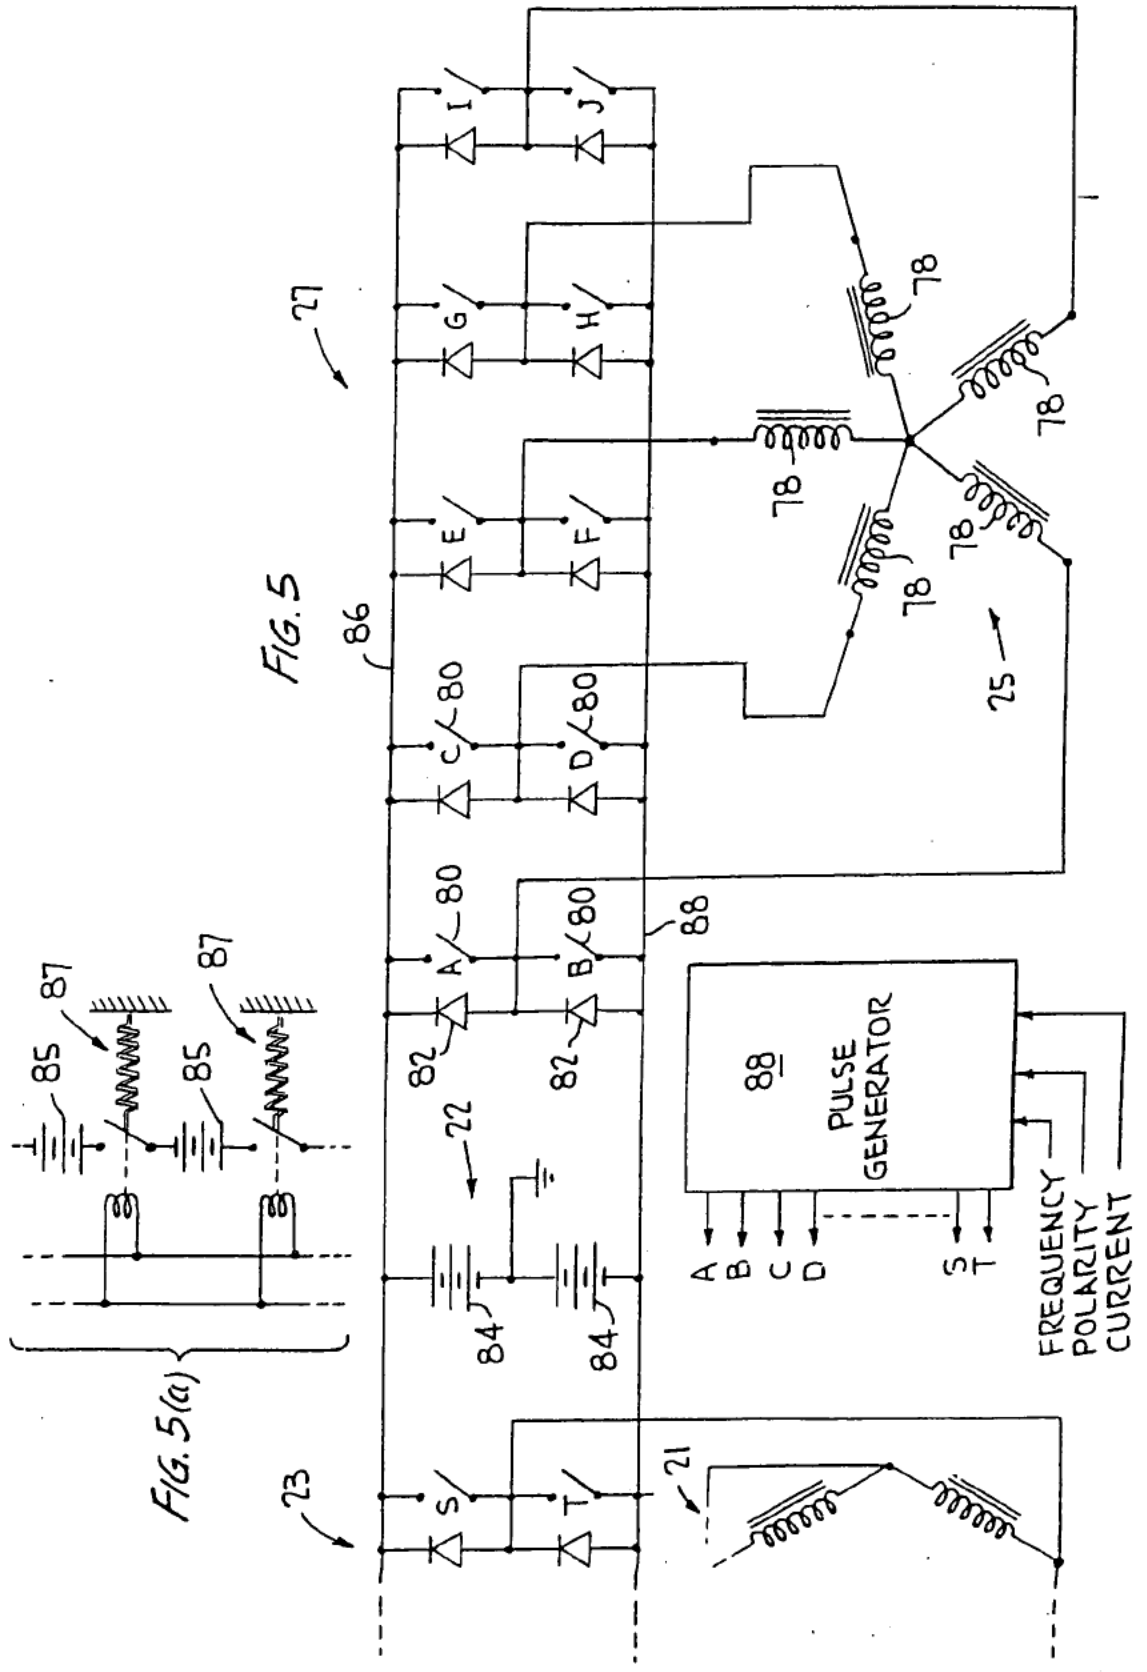 FIG. 5(a)
85
87
85
87
FIG. 5
23
22
27
86
S
T
84
84
82
82
A
80
B
80
C
80
D
80
E
F
G
H
I
J
88
21
25
78
78
78
78
78
88
PULSE
GENERATOR
A
B
C
D
S
T
FREQUENCY
POLARITY
CURRENT